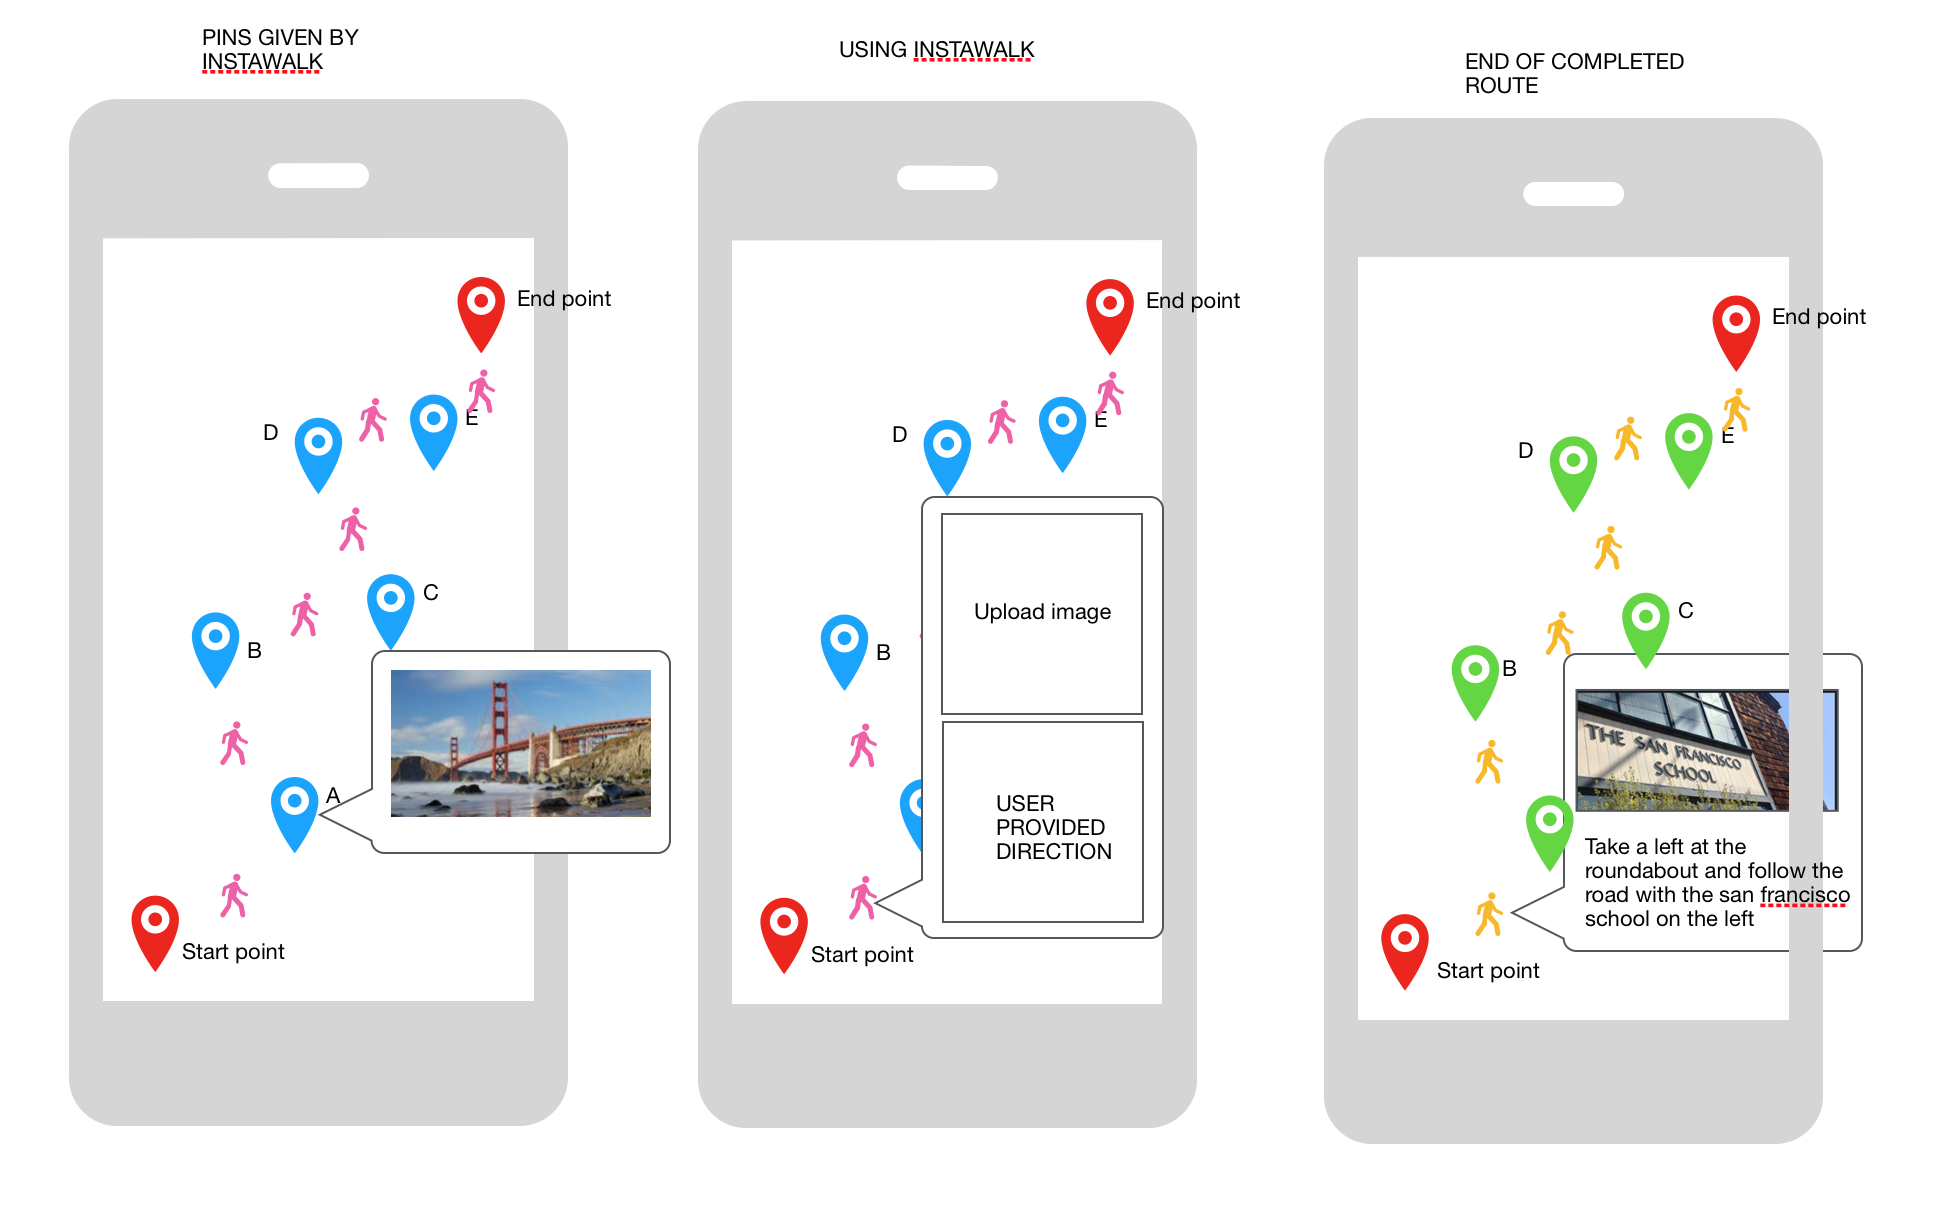 PINS GIVEN BY
INSTAWALK
End point
D
E
C
B
A
Start point
USING INSTAWALK
End point
D
E
B
Upload image
USER
PROVIDED
DIRECTION
Start point
END OF COMPLETED
ROUTE
End point
D
E
C
B
THE SAN FRANCISCO
SCHOOL
Take a left at the
roundabout and follow the
road with the san francisco
school on the left
Start point